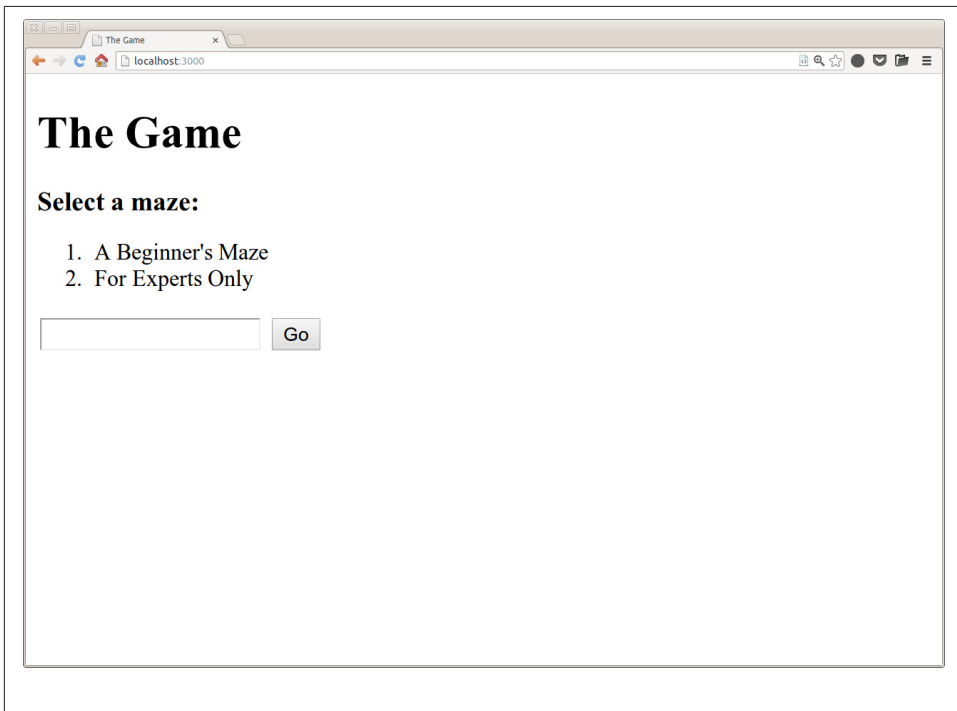 The Game
localhost:3000
The Game
Select a maze:
1. A Beginner's Maze
2. For Experts Only
Go